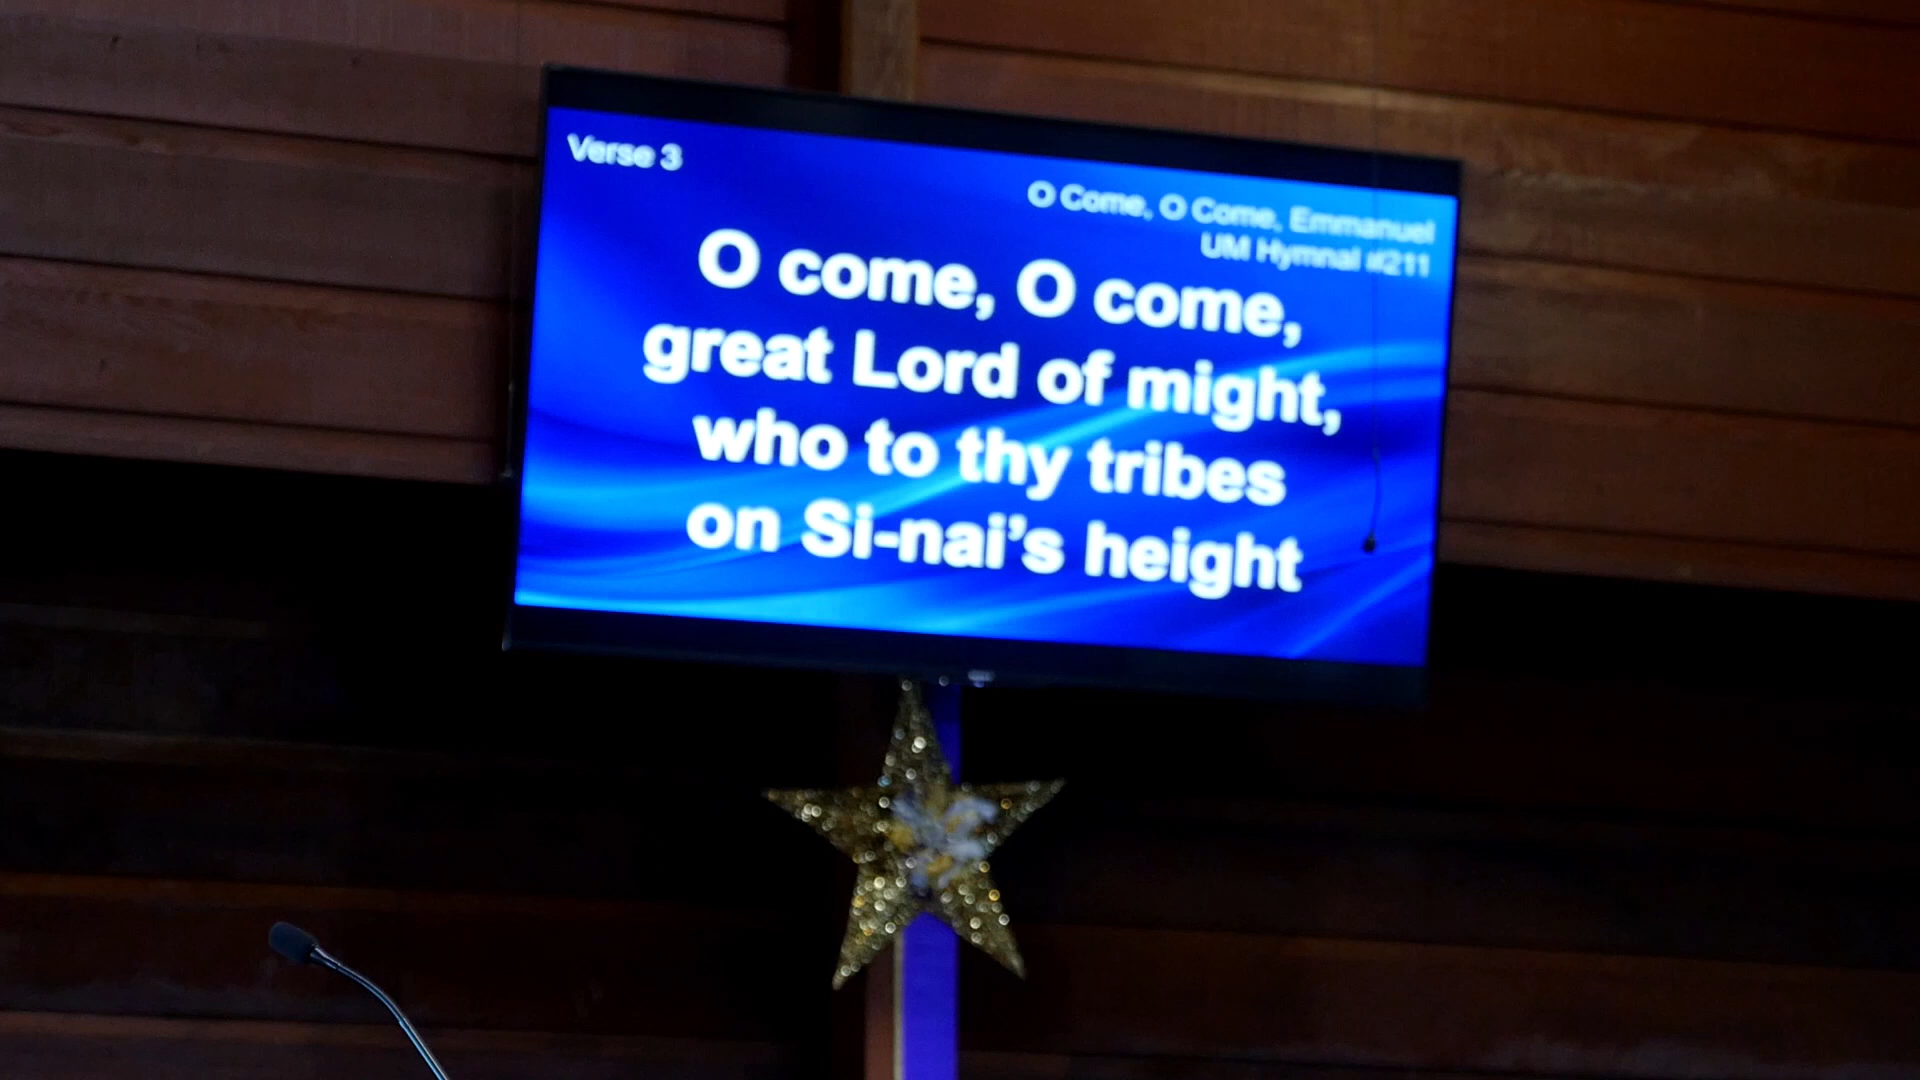 Verse 3
O Come, O Come, Emmanuel
UM Hymnal #211
O come, O come,
great Lord of might,
who to thy tribes
on Si-nai’s height